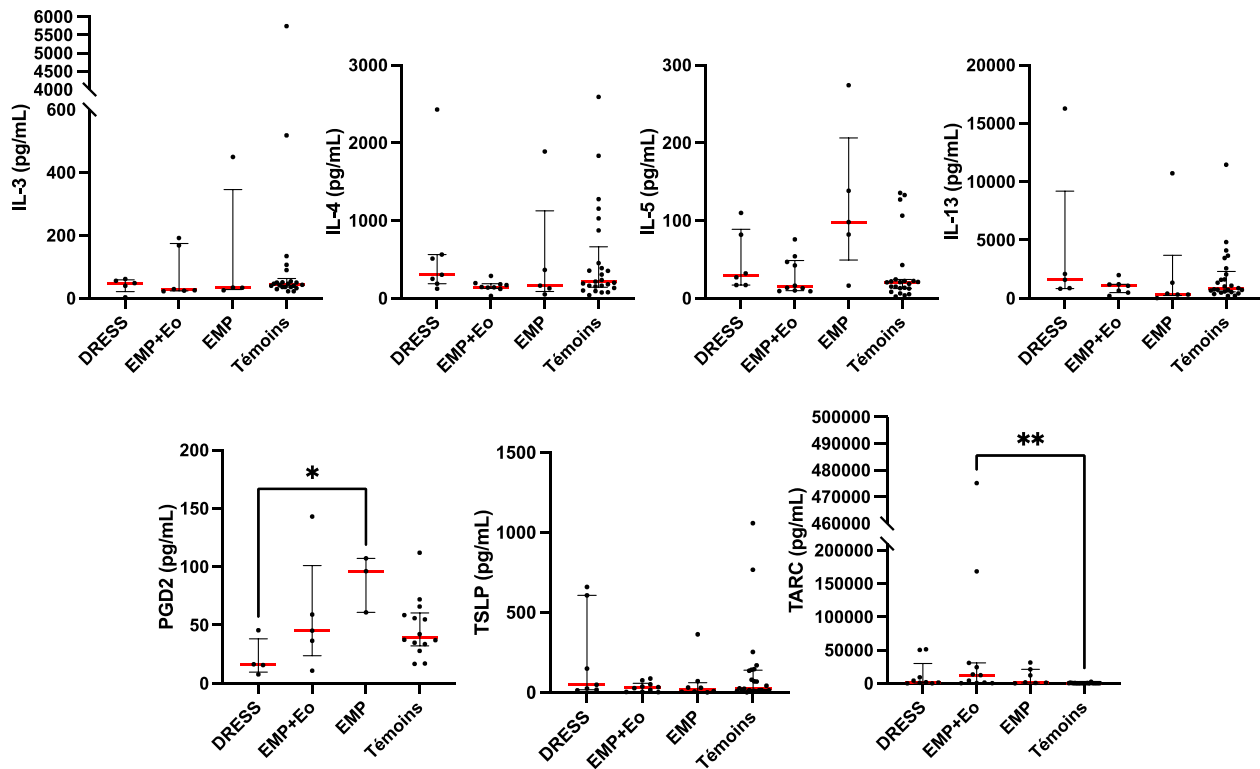 IL-3 (pg/mL)
6000
5500
5000
4500
4000
600
400
200
0
DRESS
EMP+Eo
EMP
Témoins
IL-4 (pg/mL)
3000
2000
1000
0
DRESS
EMP+Eo
EMP
Témoins
IL-5 (pg/mL)
300
200
100
0
DRESS
EMP+Eo
EMP
Témoins
IL-13 (pg/mL)
20000
15000
10000
5000
0
DRESS
EMP+Eo
EMP
Témoins
PGD2 (pg/mL)
200
150
100
50
0
*
DRESS
EMP+Eo
EMP
Témoins
TSLP (pg/mL)
1500
1000
500
0
DRESS
EMP+Eo
EMP
Témoins
TARC (pg/mL)
500000
490000
480000
470000
460000
200000
150000
100000
50000
0
**
DRESS
EMP+Eo
EMP
Témoins